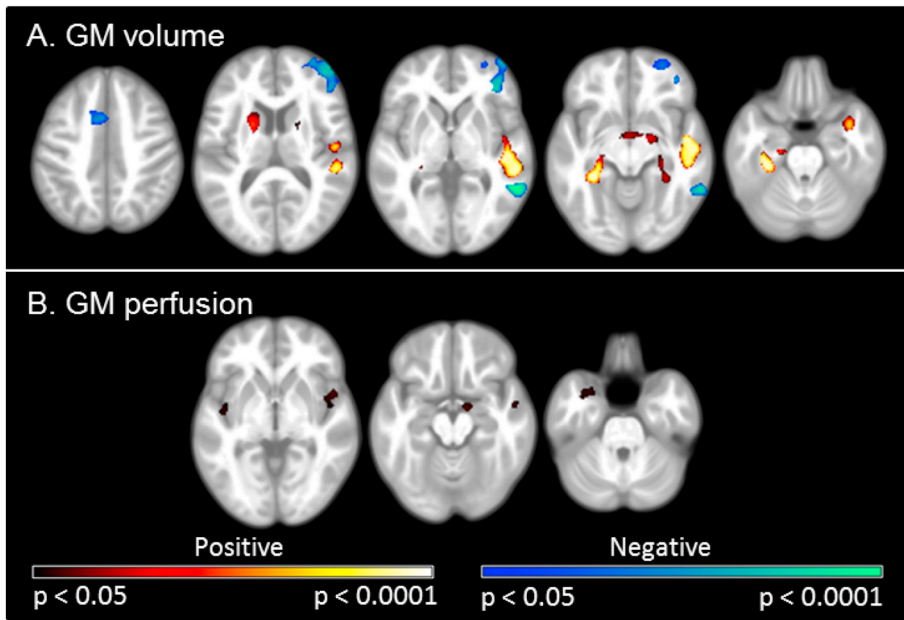 A. GM volume
B. GM perfusion
Positive Negative
p < 0.05 p < 0.0001 p < 0.05 p < 0.0001